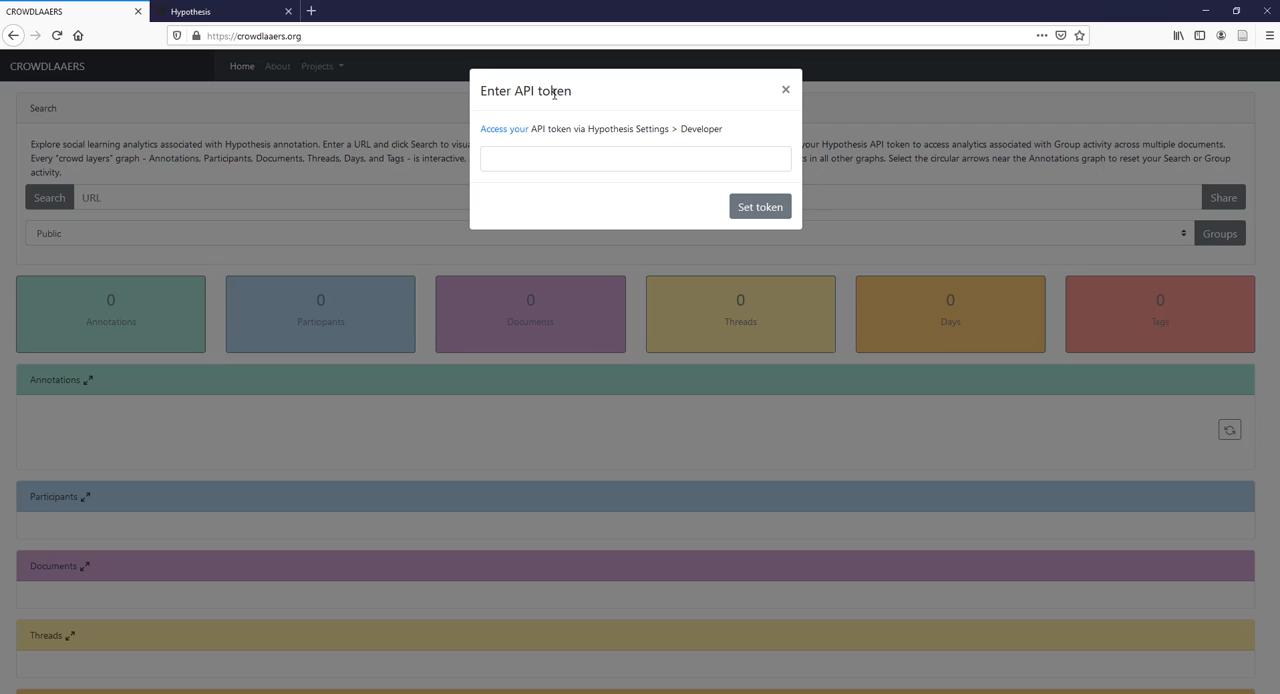 CROWDLAAERS
Hypothesis
https://crowdlaaers.org
CROWDLAAERS
Home
About
Projects
Enter API token
Access your API token via Hypothesis Settings > Developer
Set token
Search
Explore social learning analytics associated with Hypothesis annotation. Enter a URL and click Search to visu
your Hypothesis API token to access analytics associated with Group activity across multiple documents.
Every "crowd layers" graph - Annotations, Participants, Documents, Threads, Days, and Tags - is interactive.
s in all other graphs. Select the circular arrows near the Annotations graph to reset your Search or Group
activity.
Search
URL
Share
Public
Groups
0
Annotations
0
Participants
0
Documents
0
Threads
0
Days
0
Tags
Annotations
Participants
Documents
Threads